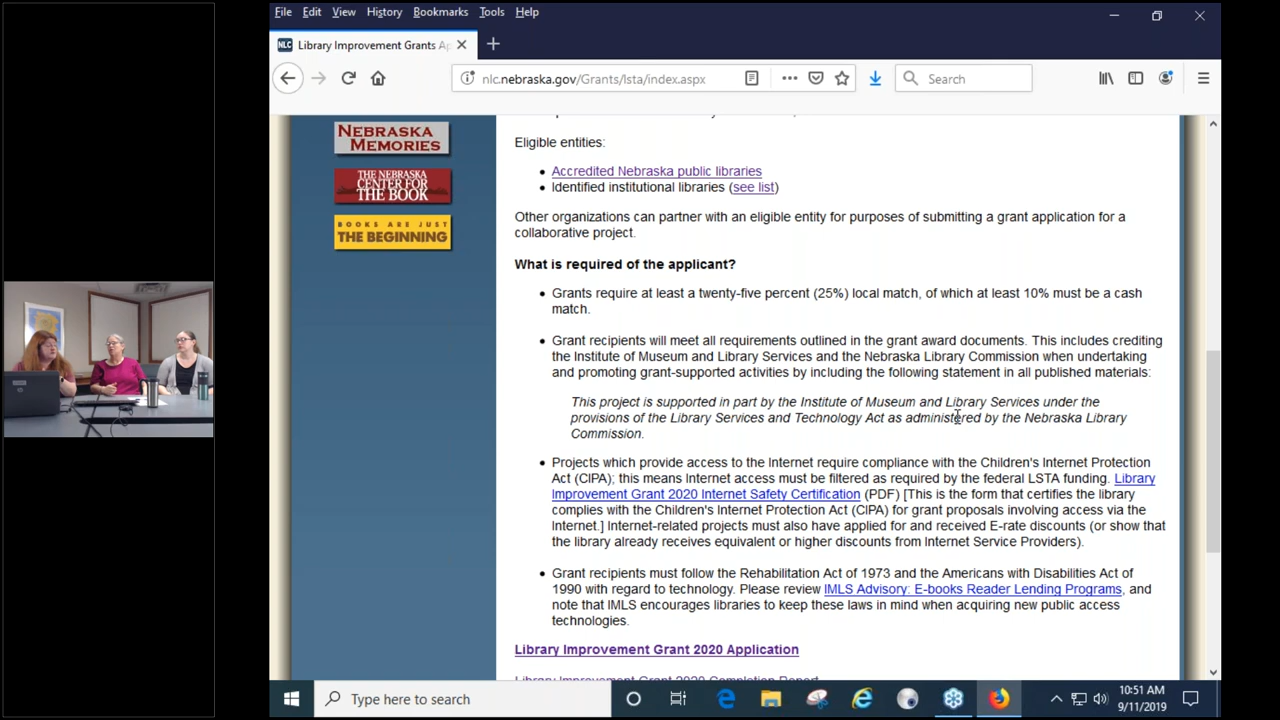 File Edit View History Bookmarks Tools Help
NLC Library Improvement Grants Ap
nlc.nebraska.gov/Grants/lsta/index.aspx
Search
NEBRASKA
MEMORIES
THE NEBRASKA
CENTER FOR
THE BOOK
BOOKS ARE JUST
THE BEGINNING
Eligible entities:
Accredited Nebraska public libraries
Identified institutional libraries (see list)
Other organizations can partner with an eligible entity for purposes of submitting a grant application for a
collaborative project.
What is required of the applicant?
Grants require at least a twenty-five percent (25%) local match, of which at least 10% must be a cash
match.
Grant recipients will meet all requirements outlined in the grant award documents. This includes crediting
the Institute of Museum and Library Services and the Nebraska Library Commission when undertaking
and promoting grant-supported activities by including the following statement in all published materials:
This project is supported in part by the Institute of Museum and Library Services under the
provisions of the Library Services and Technology Act as administered by the Nebraska Library
Commission.
Projects which provide access to the Internet require compliance with the Children's Internet Protection
Act (CIPA); this means Internet access must be filtered as required by the federal LSTA funding. Library
Improvement Grant 2020 Internet Safety Certification (PDF) [This is the form that certifies the library
complies with the Children's Internet Protection Act (CIPA) for grant proposals involving access via the
Internet.] Internet-related projects must also have applied for and received E-rate discounts (or show that
the library already receives equivalent or higher discounts from Internet Service Providers).
Grant recipients must follow the Rehabilitation Act of 1973 and the Americans with Disabilities Act of
1990 with regard to technology. Please review IMLS Advisory: E-books Reader Lending Programs, and
note that IMLS encourages libraries to keep these laws in mind when acquiring new public access
technologies.
Library Improvement Grant 2020 Application
Library Improvement Grant 2020 Completion Report
Type here to search
10:51 AM
9/11/2019